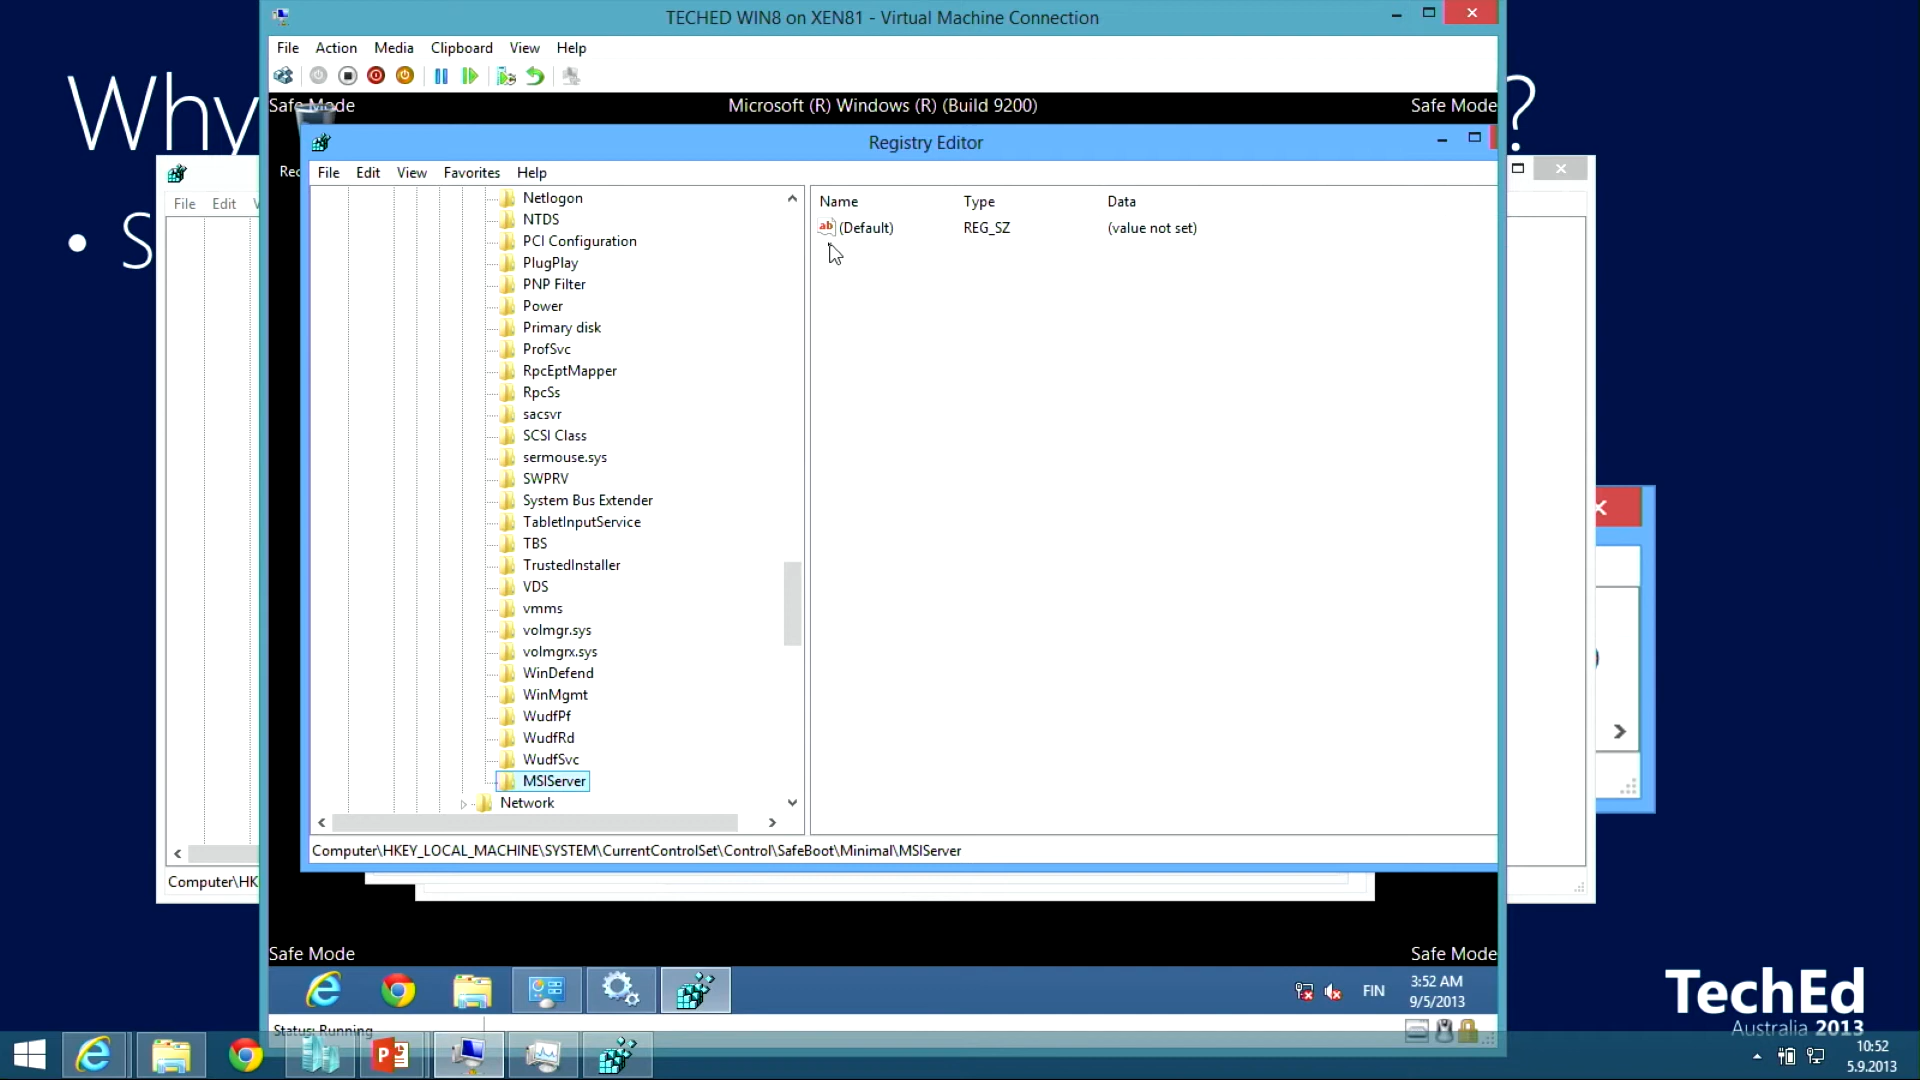 TECHED WIN8 on XEN81 - Virtual Machine Connection
File Action Media Clipboard View Help
Why
?
Safe Mode
Microsoft (R) Windows (R) (Build 9200)
Safe Mode
Registry Editor
Rec
File Edit View Favorites Help
File Edit
• S
Name Type Data
(Default) REG_SZ (value not set)
Netlogon
NTDS
PCI Configuration
PlugPlay
PNP Filter
Power
Primary disk
ProfSvc
RpcEptMapper
RpcSs
sacsvr
SCSI Class
sermouse.sys
SWPRV
System Bus Extender
TabletInputService
TBS
TrustedInstaller
VDS
vmms
volmgr.sys
volmgrx.sys
WinDefend
WinMgmt
WudfPf
WudfRd
WudfSvc
MSIServer
Network
Computer\HKEY_LOCAL_MACHINE\SYSTEM\CurrentControlSet\Control\SafeBoot\Minimal\MSIServer
Computer\HK
Safe Mode
Safe Mode
FIN
3:52 AM
9/5/2013
Status: Running
TechEd
Australia 2013
10:52
5.9.2013